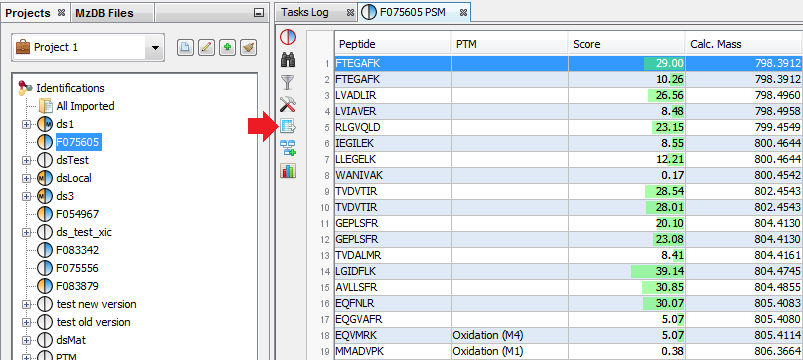 Projects MzDB Files
Project 1
Identifications
All Imported
ds1
F075605
dsTest
dsLocal
ds3
F054967
ds_test_xic
F083342
F075556
F083879
test new version
test old version
dsMat
PTM
Tasks Log F075605 PSM
Peptide PTM Score Calc. Mass
1 FTEGAFK 29.00 798.3912
2 FTEGAFK 10.26 798.3912
3 LVADLIR 26.56 798.4960
4 LVIAVER 8.48 798.4958
5 RLGVQLD 23.15 799.4549
6 IEGILEK 8.55 800.4644
7 LLEGELK 12.21 800.4644
8 WANIVAK 0.17 800.4542
9 TVDVTIR 28.54 802.4543
10 TVDVTIR 28.01 802.4543
11 GEPLSFR 20.10 804.4130
12 GEPLSFR 23.08 804.4130
13 TVDALMR 8.41 804.4161
14 LGIDFLK 39.14 804.4745
15 AVLLSFR 30.85 804.4855
16 EQFNLR 30.07 805.4083
17 EQGVAFR 5.07 805.4080
18 EQVMRK Oxidation (M4) 5.07 805.4114
19 MMADVPK Oxidation (M1) 0.38 806.3664